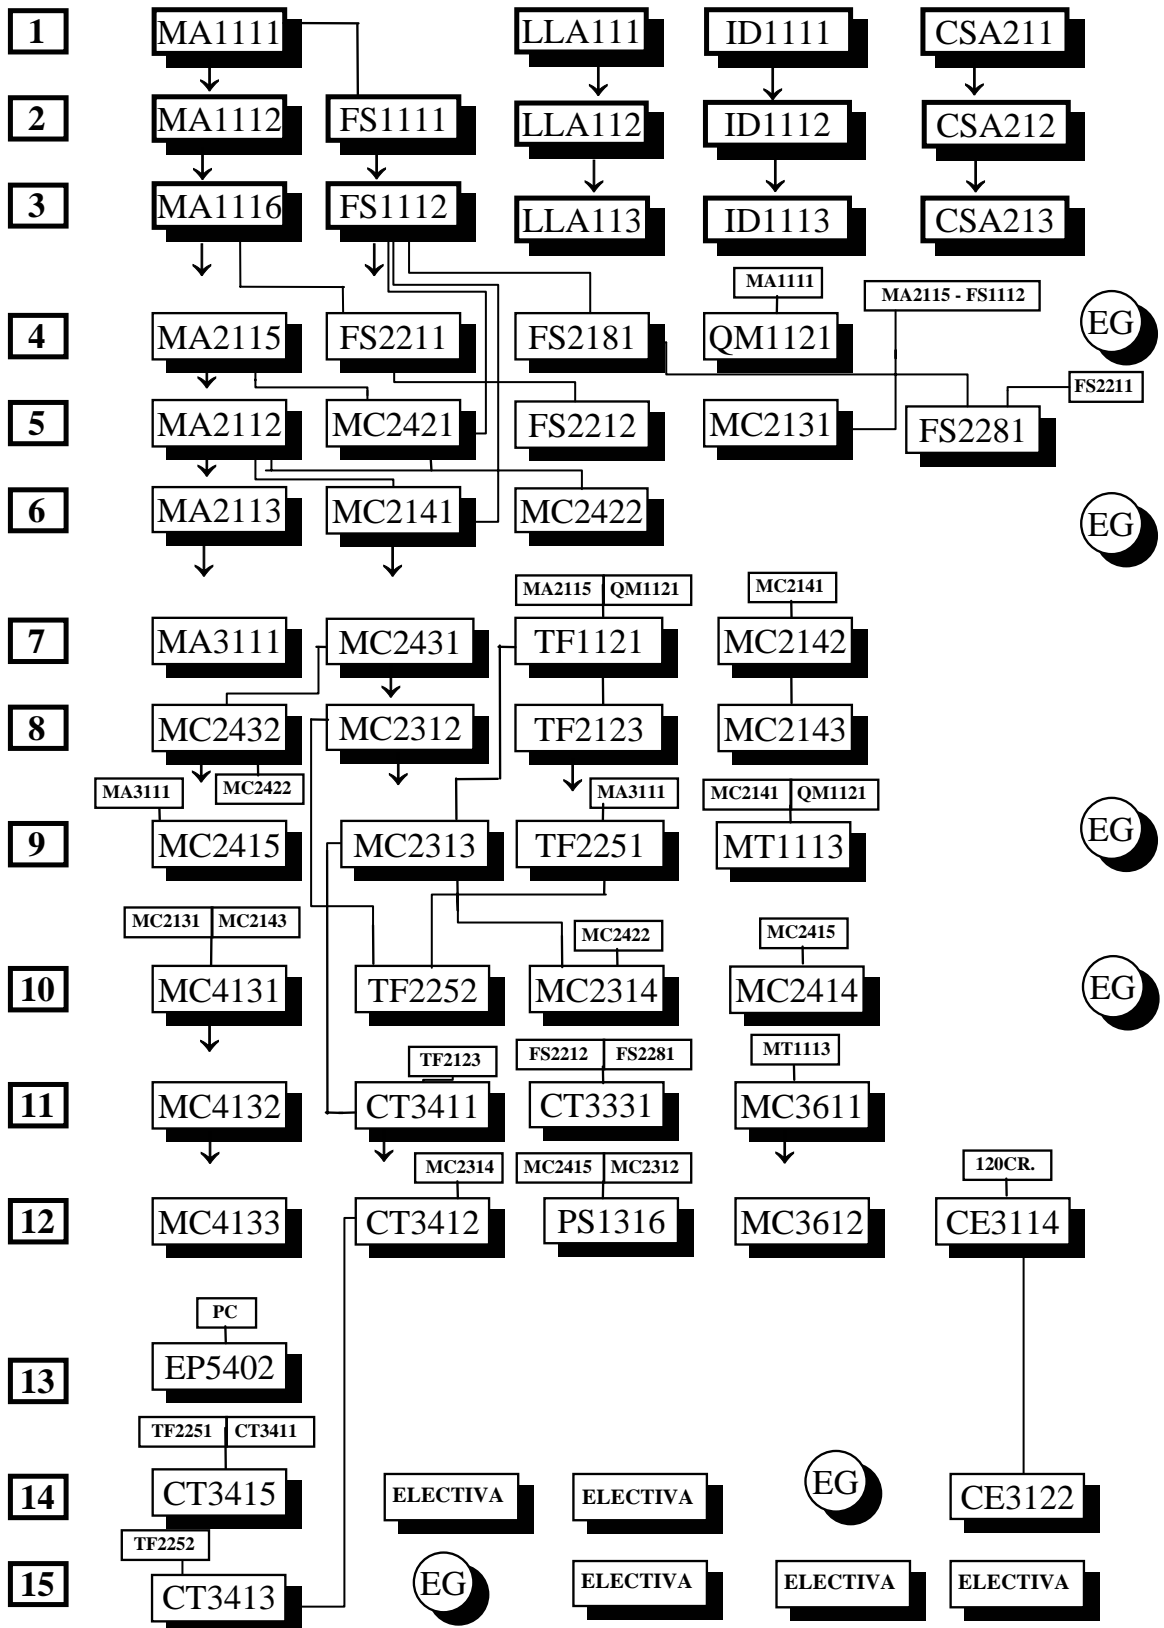 1 MA1111 LLA111 ID1111 CSA211
2 MA1112 FS1111 LLA112 ID1112 CSA212
3 MA1116 FS1112 LLA113 ID1113 CSA213
MA1111 MA2115 - FS1112
4 MA2115 FS2211 FS2181 QM1121 EG
FS2211
5 MA2112 MC2421 FS2212 MC2131 FS2281
6 MA2113 MC2141 MC2422 EG
MA2115 QM1121 MC2141
7 MA3111 MC2431 TF1121 MC2142
8 MC2432 MC2312 TF2123 MC2143
MA3111 MC2422 MA3111 MC2141 QM1121
9 MC2415 MC2313 TF2251 MT1113 EG
MC2131 MC2143 MC2422 MC2415
10 MC4131 TF2252 MC2314 MC2414 EG
TF2123 FS2212 FS2281 MT1113
11 MC4132 CT3411 CT3331 MC3611
MC2314 MC2415 MC2312 120CR.
12 MC4133 CT3412 PS1316 MC3612 CE3114
PC
13 EP5402
TF2251 CT3411
14 CT3415 ELECTIVA ELECTIVA EG CE3122
TF2252
15 CT3413 EG ELECTIVA ELECTIVA ELECTIVA